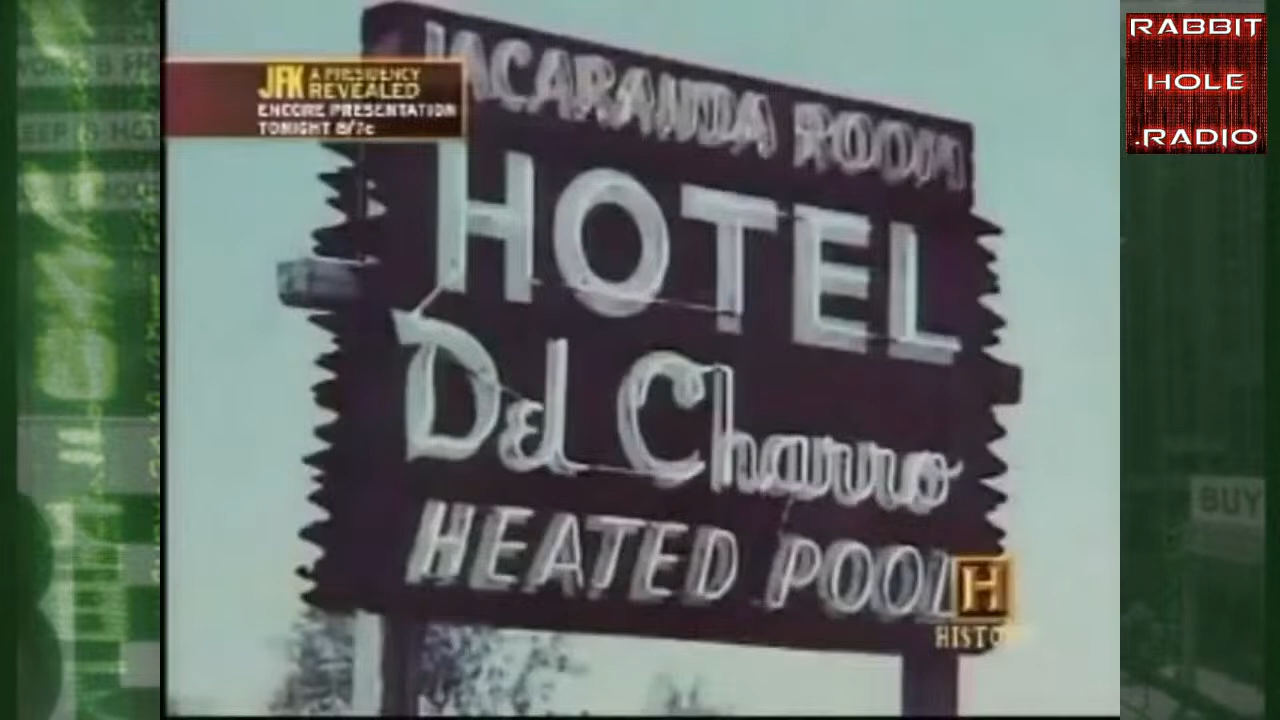 RABBIT
HOLE
.RADIO
JFK A PRESIDENCY
REVEALED
ENCORE PRESENTATION
TONIGHT 8/7c
JACARANDA ROOM
HOTEL
Del Charro
HEATED POOL
H
HISTO
BUY